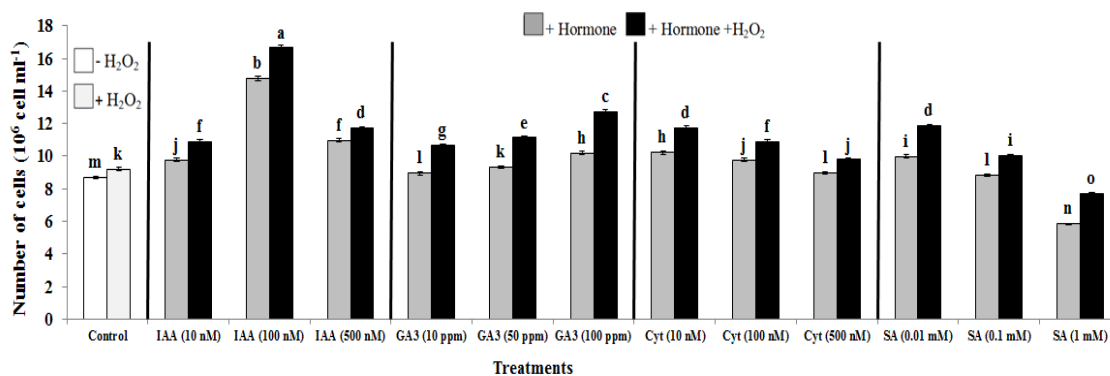 + Hormone + Hormone +H₂O₂
- H₂O₂
+ H₂O₂
Number of cells (10⁶ cell ml⁻¹)
18
16
14
12
10
8
6
4
2
0
m k j f b a f d l g k e h c h d j f l j i d l i n o
Control IAA (10 nM) IAA (100 nM) IAA (500 nM) GA3 (10 ppm) GA3 (50 ppm) GA3 (100 ppm) Cyt (10 nM) Cyt (100 nM) Cyt (500 nM) SA (0.01 mM) SA (0.1 mM) SA (1 mM)
Treatments